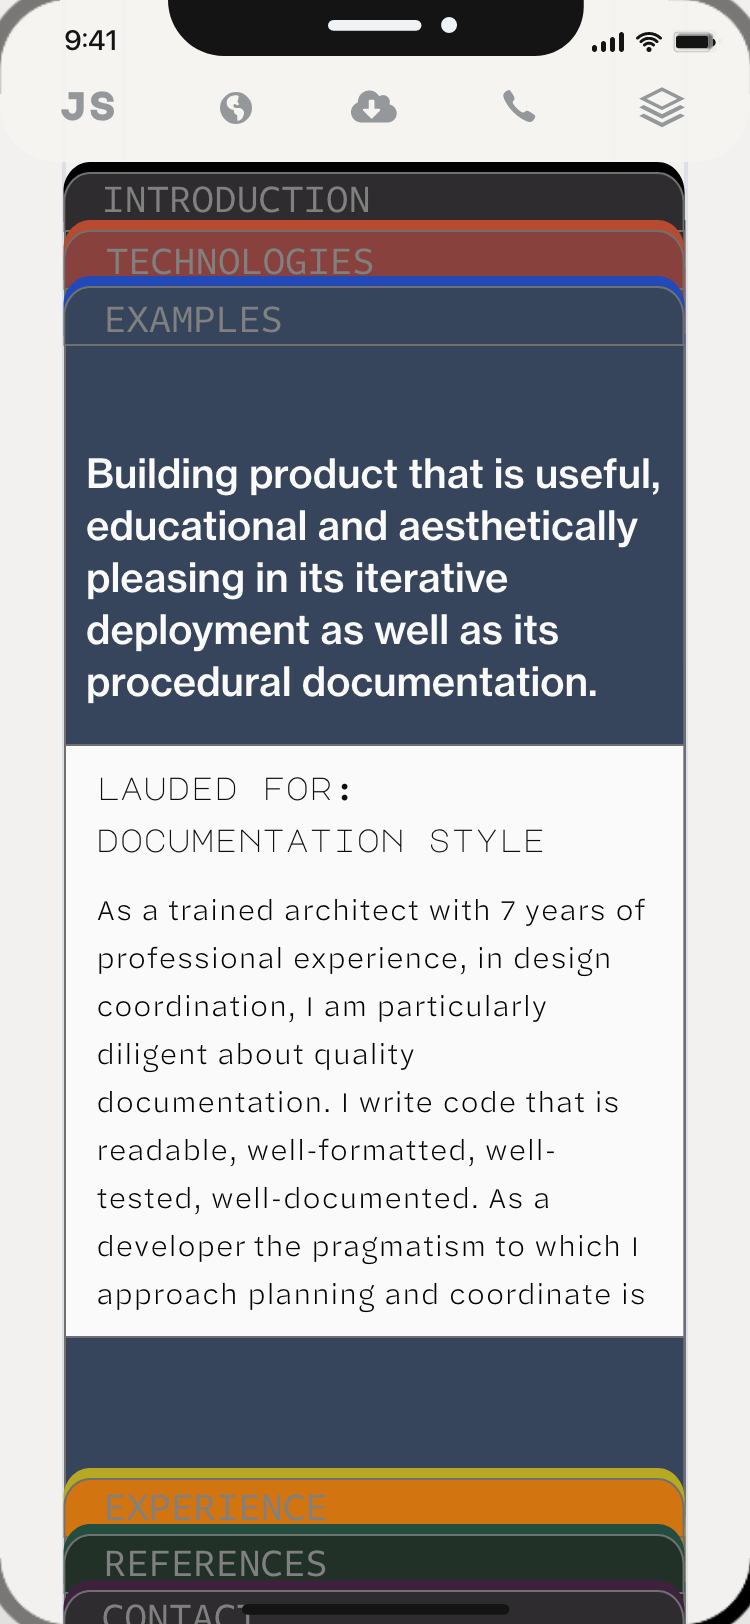 9:41
JS
INTRODUCTION
TECHNOLOGIES
EXAMPLES
Building product that is useful,
educational and aesthetically
pleasing in its iterative
deployment as well as its
procedural documentation.
LAUDED FOR:
DOCUMENTATION STYLE
As a trained architect with 7 years of
professional experience, in design
coordination, I am particularly
diligent about quality
documentation. I write code that is
readable, well-formatted, well-
tested, well-documented. As a
developer the pragmatism to which I
approach planning and coordinate is
EXPERIENCE
REFERENCES
CONTACT